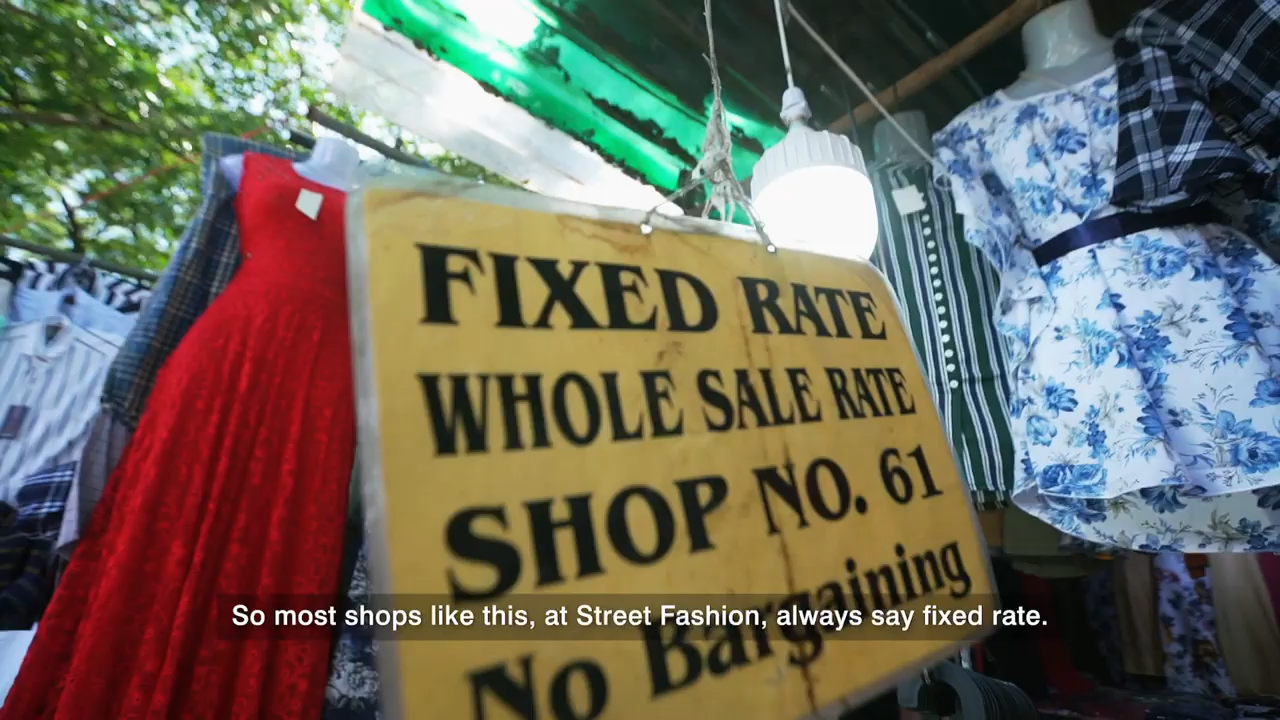 FIXED RATE
WHOLE SALE RATE
SHOP NO. 61
No Bargaining
So most shops like this, at Street Fashion, always say fixed rate.